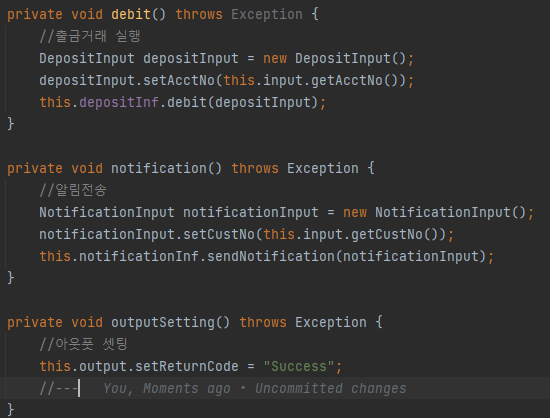 private void debit() throws Exception {
//출금거래 실행
DepositInput depositInput = new DepositInput();
depositInput.setAcctNo(this.input.getAcctNo());
this.depositInf.debit(depositInput);
}
private void notification() throws Exception {
//알림전송
NotificationInput notificationInput = new NotificationInput();
notificationInput.setCustNo(this.input.getCustNo());
this.notificationInf.sendNotification(notificationInput);
}
private void outputSetting() throws Exception {
//아웃풋 셋팅
this.output.setReturnCode = "Success";
//--- You, Moments ago • Uncommitted changes
}